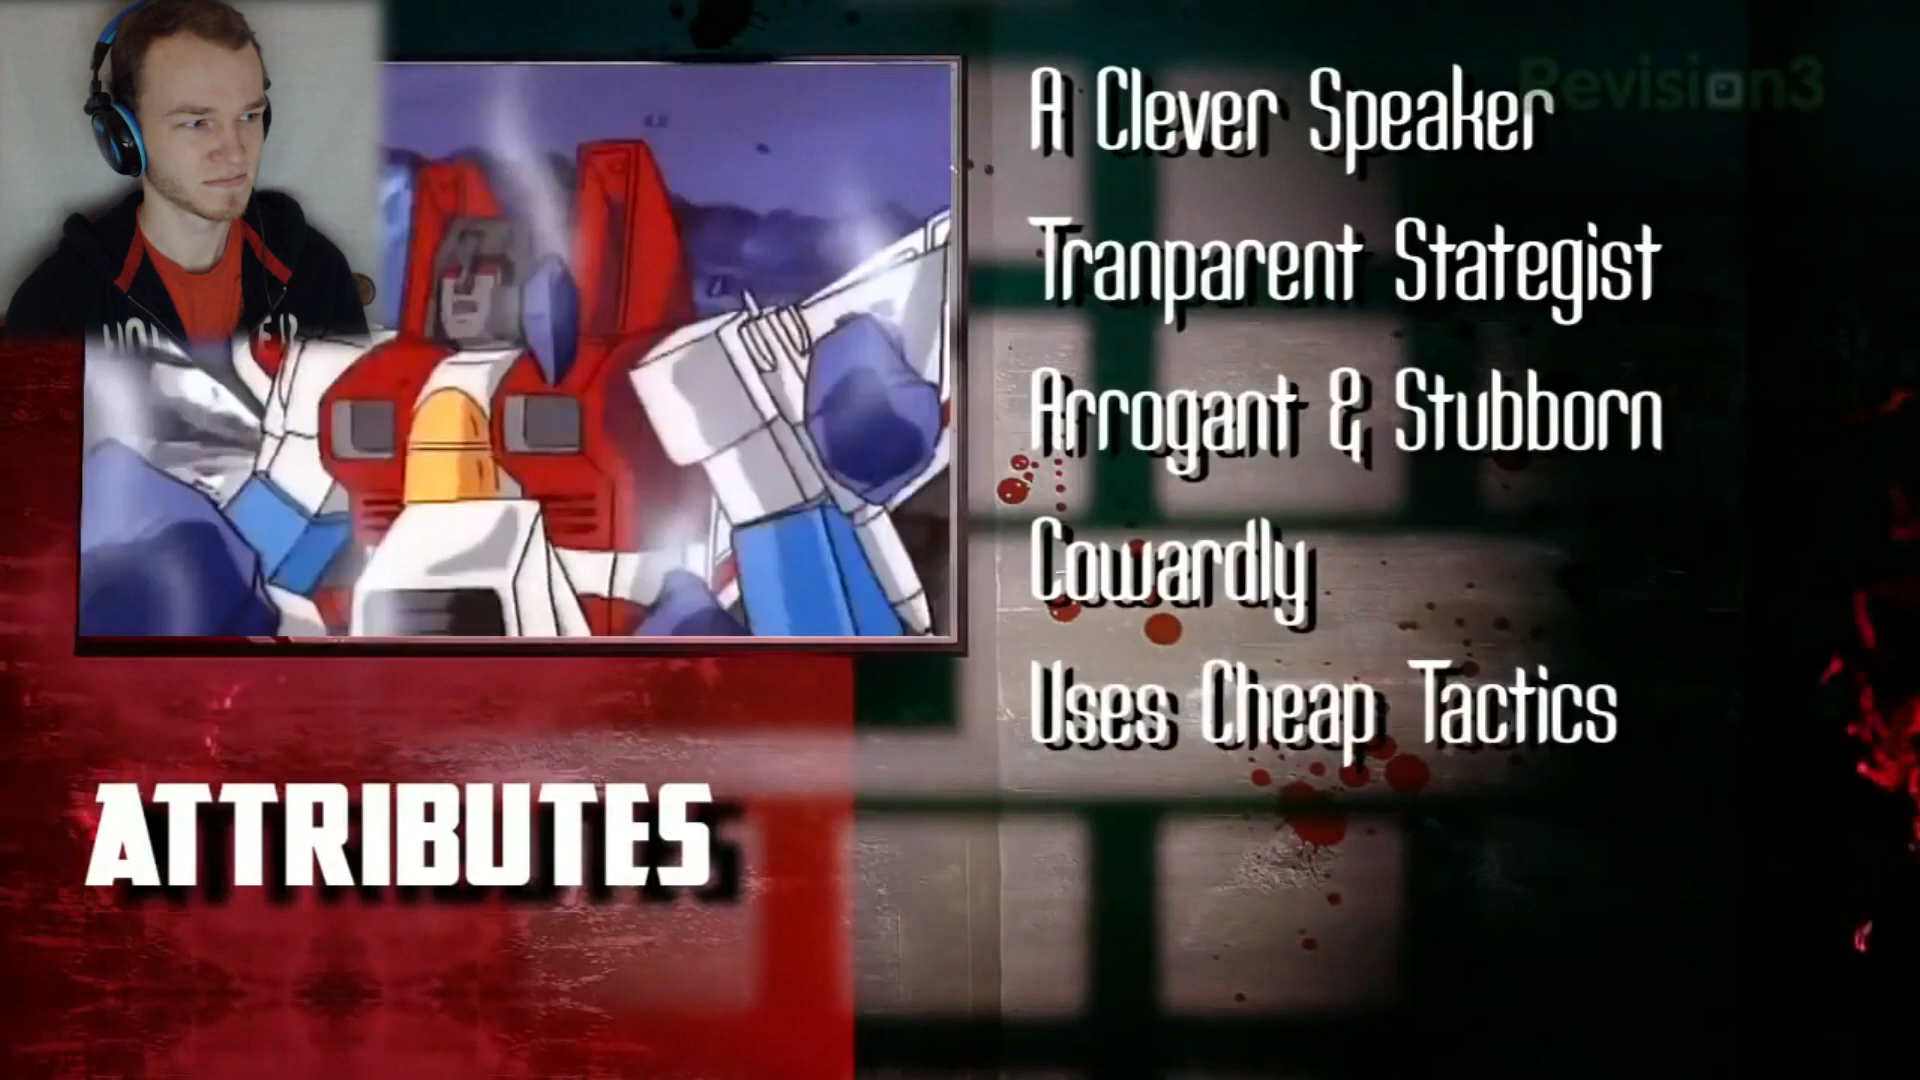 Revision3
A Clever Speaker
Tranparent Stategist
Arrogant & Stubborn
Cowardly
Uses Cheap Tactics
ATTRIBUTES